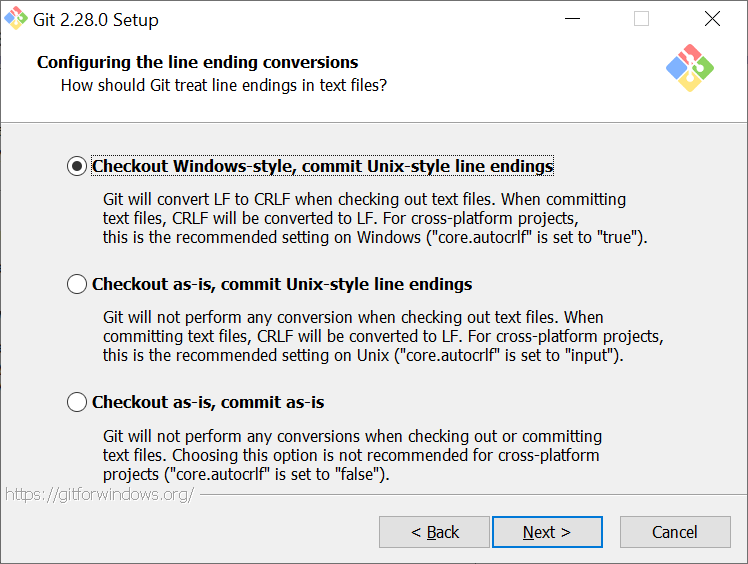 Git 2.28.0 Setup
Configuring the line ending conversions
How should Git treat line endings in text files?
Checkout Windows-style, commit Unix-style line endings
Git will convert LF to CRLF when checking out text files. When committing
text files, CRLF will be converted to LF. For cross-platform projects,
this is the recommended setting on Windows ("core.autocrlf" is set to "true").
Checkout as-is, commit Unix-style line endings
Git will not perform any conversion when checking out text files. When
committing text files, CRLF will be converted to LF. For cross-platform projects,
this is the recommended setting on Unix ("core.autocrlf" is set to "input").
Checkout as-is, commit as-is
Git will not perform any conversions when checking out or committing
text files. Choosing this option is not recommended for cross-platform
projects ("core.autocrlf" is set to "false").
https://gitforwindows.org/
< Back Next > Cancel